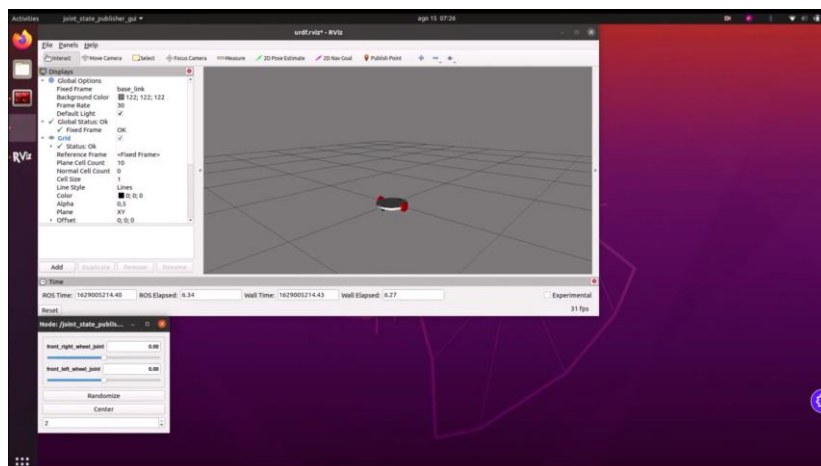 Activities
joint_state_publisher_gui
ago 15 07:26
urdf.rviz* - RViz
File Panels Help
Interact Move Camera Select Focus Camera Measure 2D Pose Estimate 2D Nav Goal Publish Point
Displays
Global Options
Fixed Frame base_link
Background Color 122; 122; 122
Frame Rate 30
Default Light
Global Status: Ok
Fixed Frame OK
Grid
Status: Ok
Reference Frame <Fixed Frame>
Plane Cell Count 10
Normal Cell Count 0
Cell Size 1
Line Style Lines
Color 0; 0; 0
Alpha 0,5
Plane XY
Offset 0; 0; 0
Add Duplicate Remove Rename
Time
ROS Time: 1629005214.40 ROS Elapsed: 6.34 Wall Time: 1629005214.43 Wall Elapsed: 6.27 Experimental
Reset 31 fps
RViz
Node: /joint_state_publis...
front_right_wheel_joint 0.00
front_left_wheel_joint 0.00
Randomize
Center
2